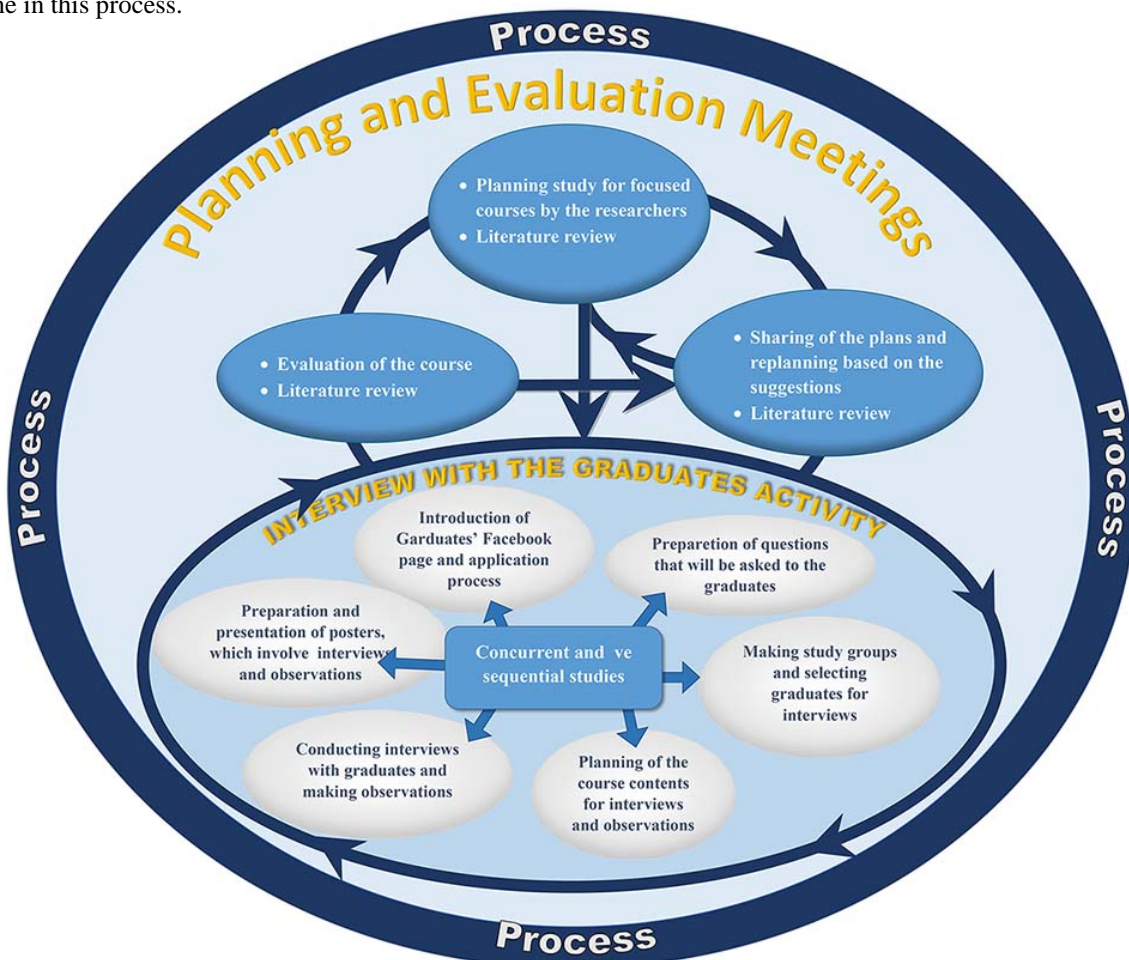 ne in this process.
Process
Planning and Evaluation Meetings
• Planning study for focused
courses by the researchers
• Literature review
• Evaluation of the course
• Literature review
• Sharing of the plans and
replanning based on the
suggestions
• Literature review
Process
Process
INTERVIEW WITH THE GRADUATES ACTIVITY
Introduction of
Garduates’ Facebook
page and application
process
Preparetion of questions
that will be asked to the
graduates
Preparation and
presentation of posters,
which involve interviews
and observations
Concurrent and ve
sequential studies
Making study groups
and selecting
graduates for
interviews
Conducting interviews
with graduates and
making observations
Planning of the
course contents
for interviews
and observations
Process